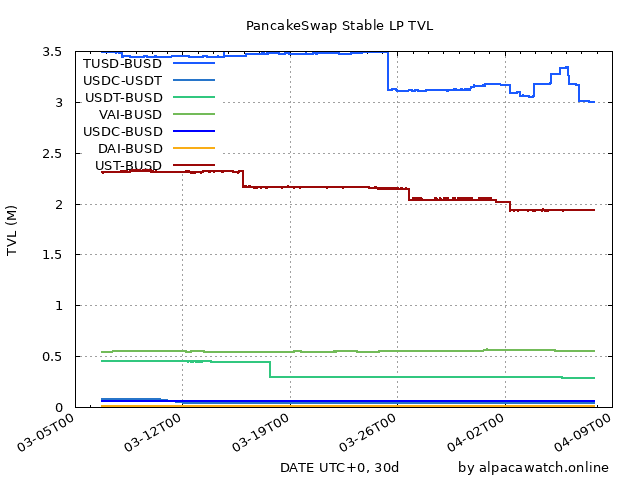 PancakeSwap Stable LP TVL
3.5
3
2.5
2
1.5
1
0.5
0
TVL (M)
TUSD-BUSD
USDC-USDT
USDT-BUSD
VAI-BUSD
USDC-BUSD
DAI-BUSD
UST-BUSD
03-05T00
03-12T00
03-19T00
03-26T00
04-02T00
04-09T00
DATE UTC+0, 30d
by alpacawatch.online